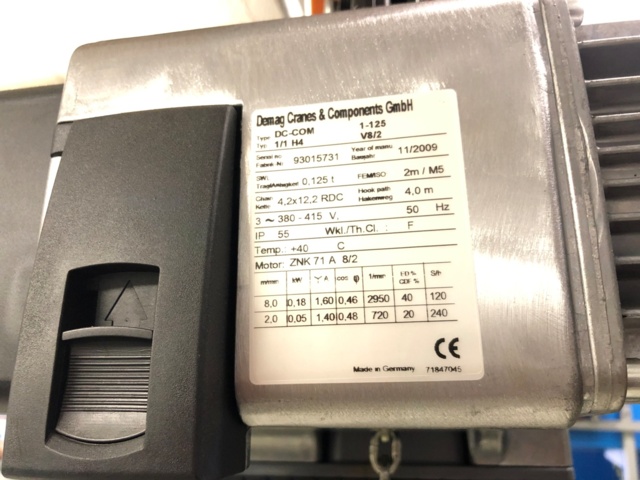 Demag Cranes & Components GmbH
Type DC-COM 1-125
Typ 1/1 H4 V8/2
Serial no. Fabrik-Nr 93015731 Year of manu. Baujahr 11/2009
SWL Tragf. 0,125 t FEM/ISO 2m / M5
Chain Kette 4,2x12,2 RDC Hook path Hakenweg 4,0 m
3 ~ 380 - 415 V, 50 Hz
IP 55 Wkl./Th.Cl. : F
Temp.: +40 C
Motor: ZNK 71 A 8/2
m/min kW Y A cos φ 1/min ED % CDF % S/h
8,0 0,18 1,60 0,46 2950 40 120
2,0 0,05 1,40 0,48 720 20 240
CE
Made in Germany 71847045